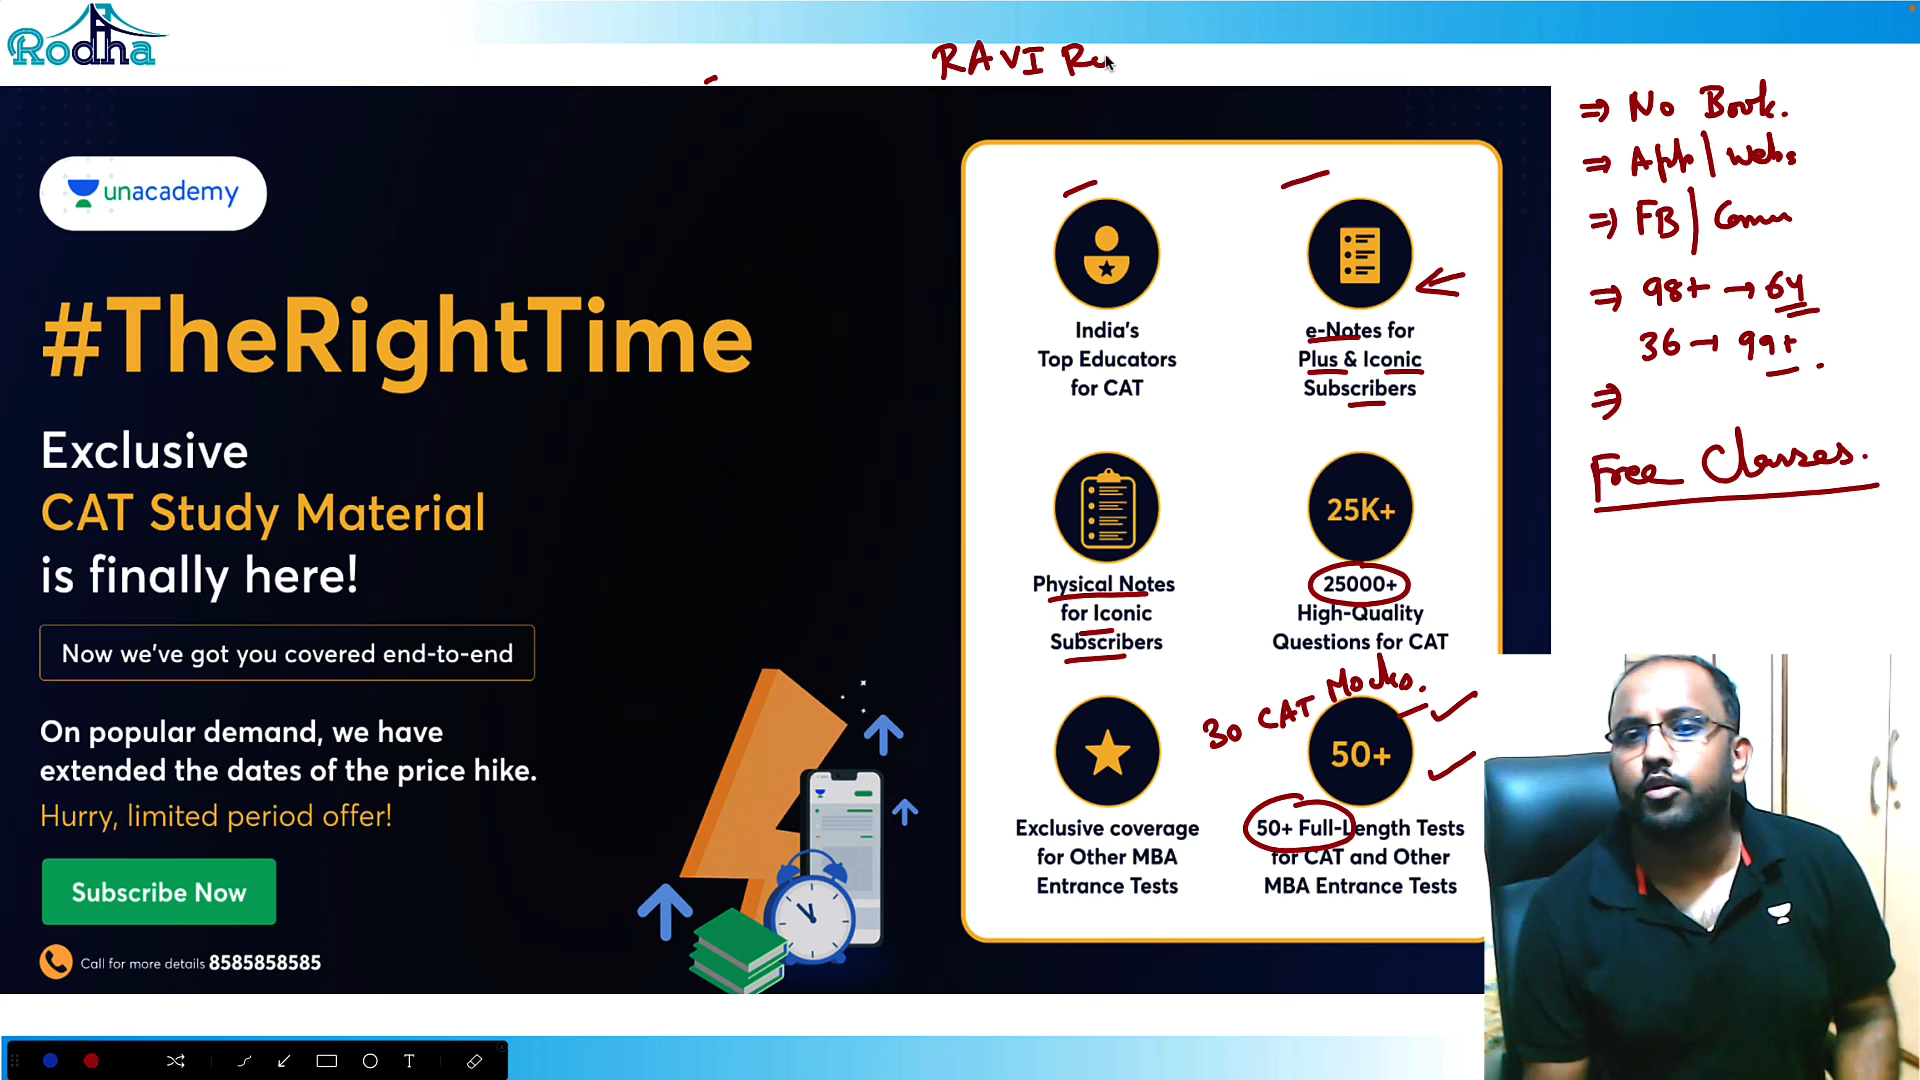 Rodha
RAVI
unacademy
#TheRightTime
Exclusive
CAT Study Material
is finally here!
Now we've got you covered end-to-end
On popular demand, we have
extended the dates of the price hike.
Hurry, limited period offer!
Subscribe Now
Call for more details 8585858585
India's
Top Educators
for CAT
e-Notes for
Plus & Iconic
Subscribers
Physical Notes
for Iconic
Subscribers
25K+
25000+
High-Quality
Questions for CAT
Exclusive coverage
for Other MBA
Entrance Tests
30 CAT Mocks.
50+
50+ Full-Length Tests
for CAT and Other
MBA Entrance Tests
⇒ No Book.
⇒ App | Webs
⇒ FB |
⇒ 98+ → 64
36 → 99+
⇒
Free Classes.
T